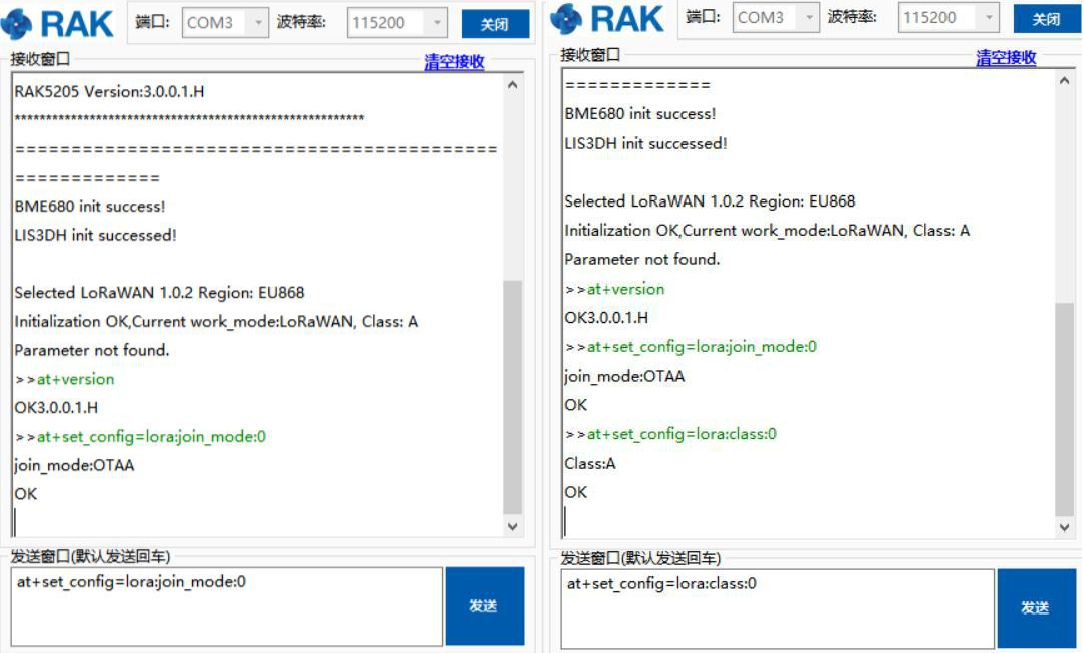 RAK 端口: COM3 波特率: 115200 关闭
接收窗口 清空接收
RAK5205 Version:3.0.0.1.H
********************************************************
===========================================
=============
BME680 init success!
LIS3DH init successed!
Selected LoRaWAN 1.0.2 Region: EU868
Initialization OK,Current work_mode:LoRaWAN, Class: A
Parameter not found.
>>at+version
OK3.0.0.1.H
>>at+set_config=lora:join_mode:0
join_mode:OTAA
OK
发送窗口(默认发送回车)
at+set_config=lora:join_mode:0
发送
RAK 端口: COM3 波特率: 115200 关闭
接收窗口 清空接收
=============
BME680 init success!
LIS3DH init successed!
Selected LoRaWAN 1.0.2 Region: EU868
Initialization OK,Current work_mode:LoRaWAN, Class: A
Parameter not found.
>>at+version
OK3.0.0.1.H
>>at+set_config=lora:join_mode:0
join_mode:OTAA
OK
>>at+set_config=lora:class:0
Class:A
OK
发送窗口(默认发送回车)
at+set_config=lora:class:0
发送